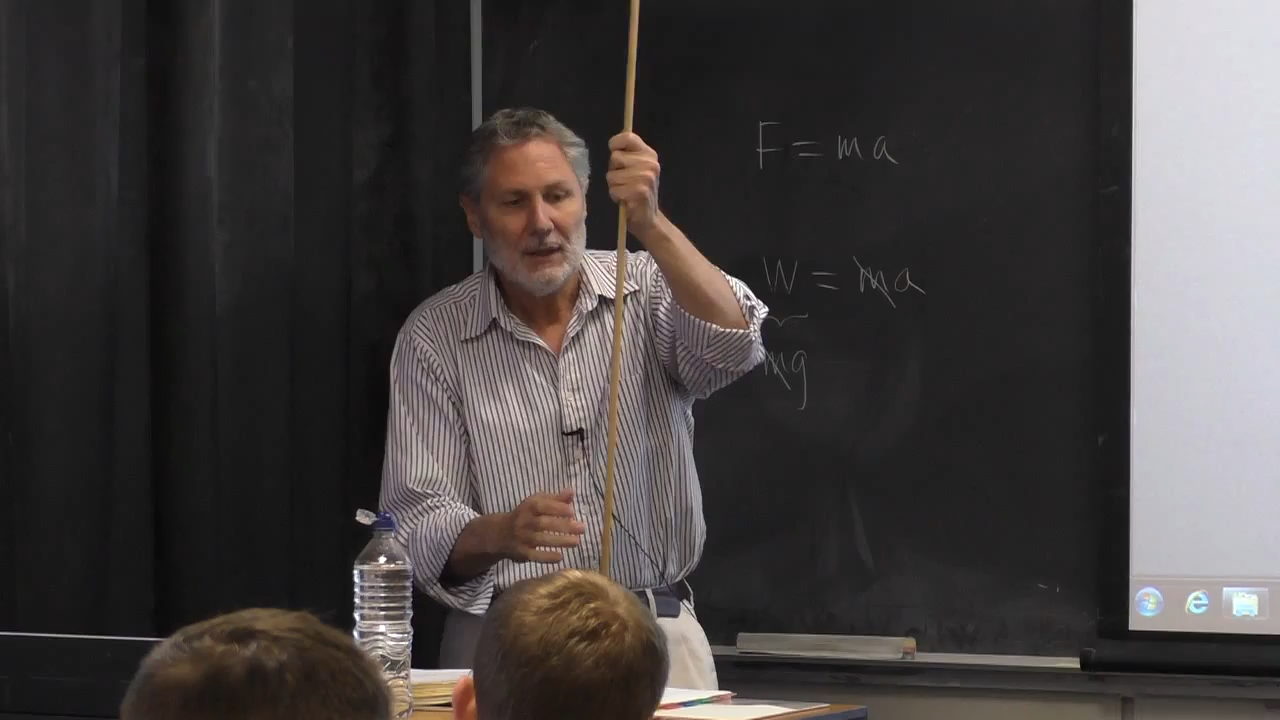 F = ma
W = ma
mg